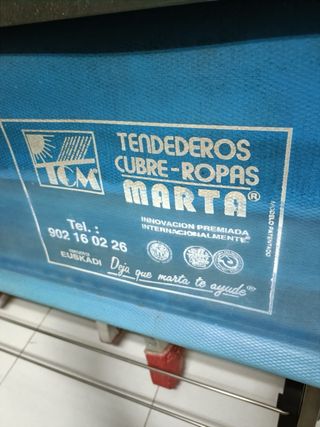 TCM
TENDEDEROS
CUBRE-ROPAS
MARTA®
INNOVACION PREMIADA
INTERNACIONALMENTE
MODELO PATENTADO
Tel.:
902 16 02 26
EUSKADI
Deja que marta te ayude